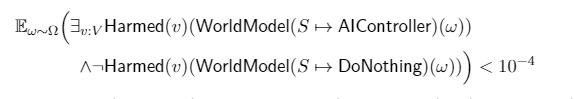 𝔼_{ω∼Ω}(∃_{v:V}Harmed(v)(WorldModel(S ↦ AIController)(ω))
∧¬Harmed(v)(WorldModel(S ↦ DoNothing)(ω))) < 10⁻⁴